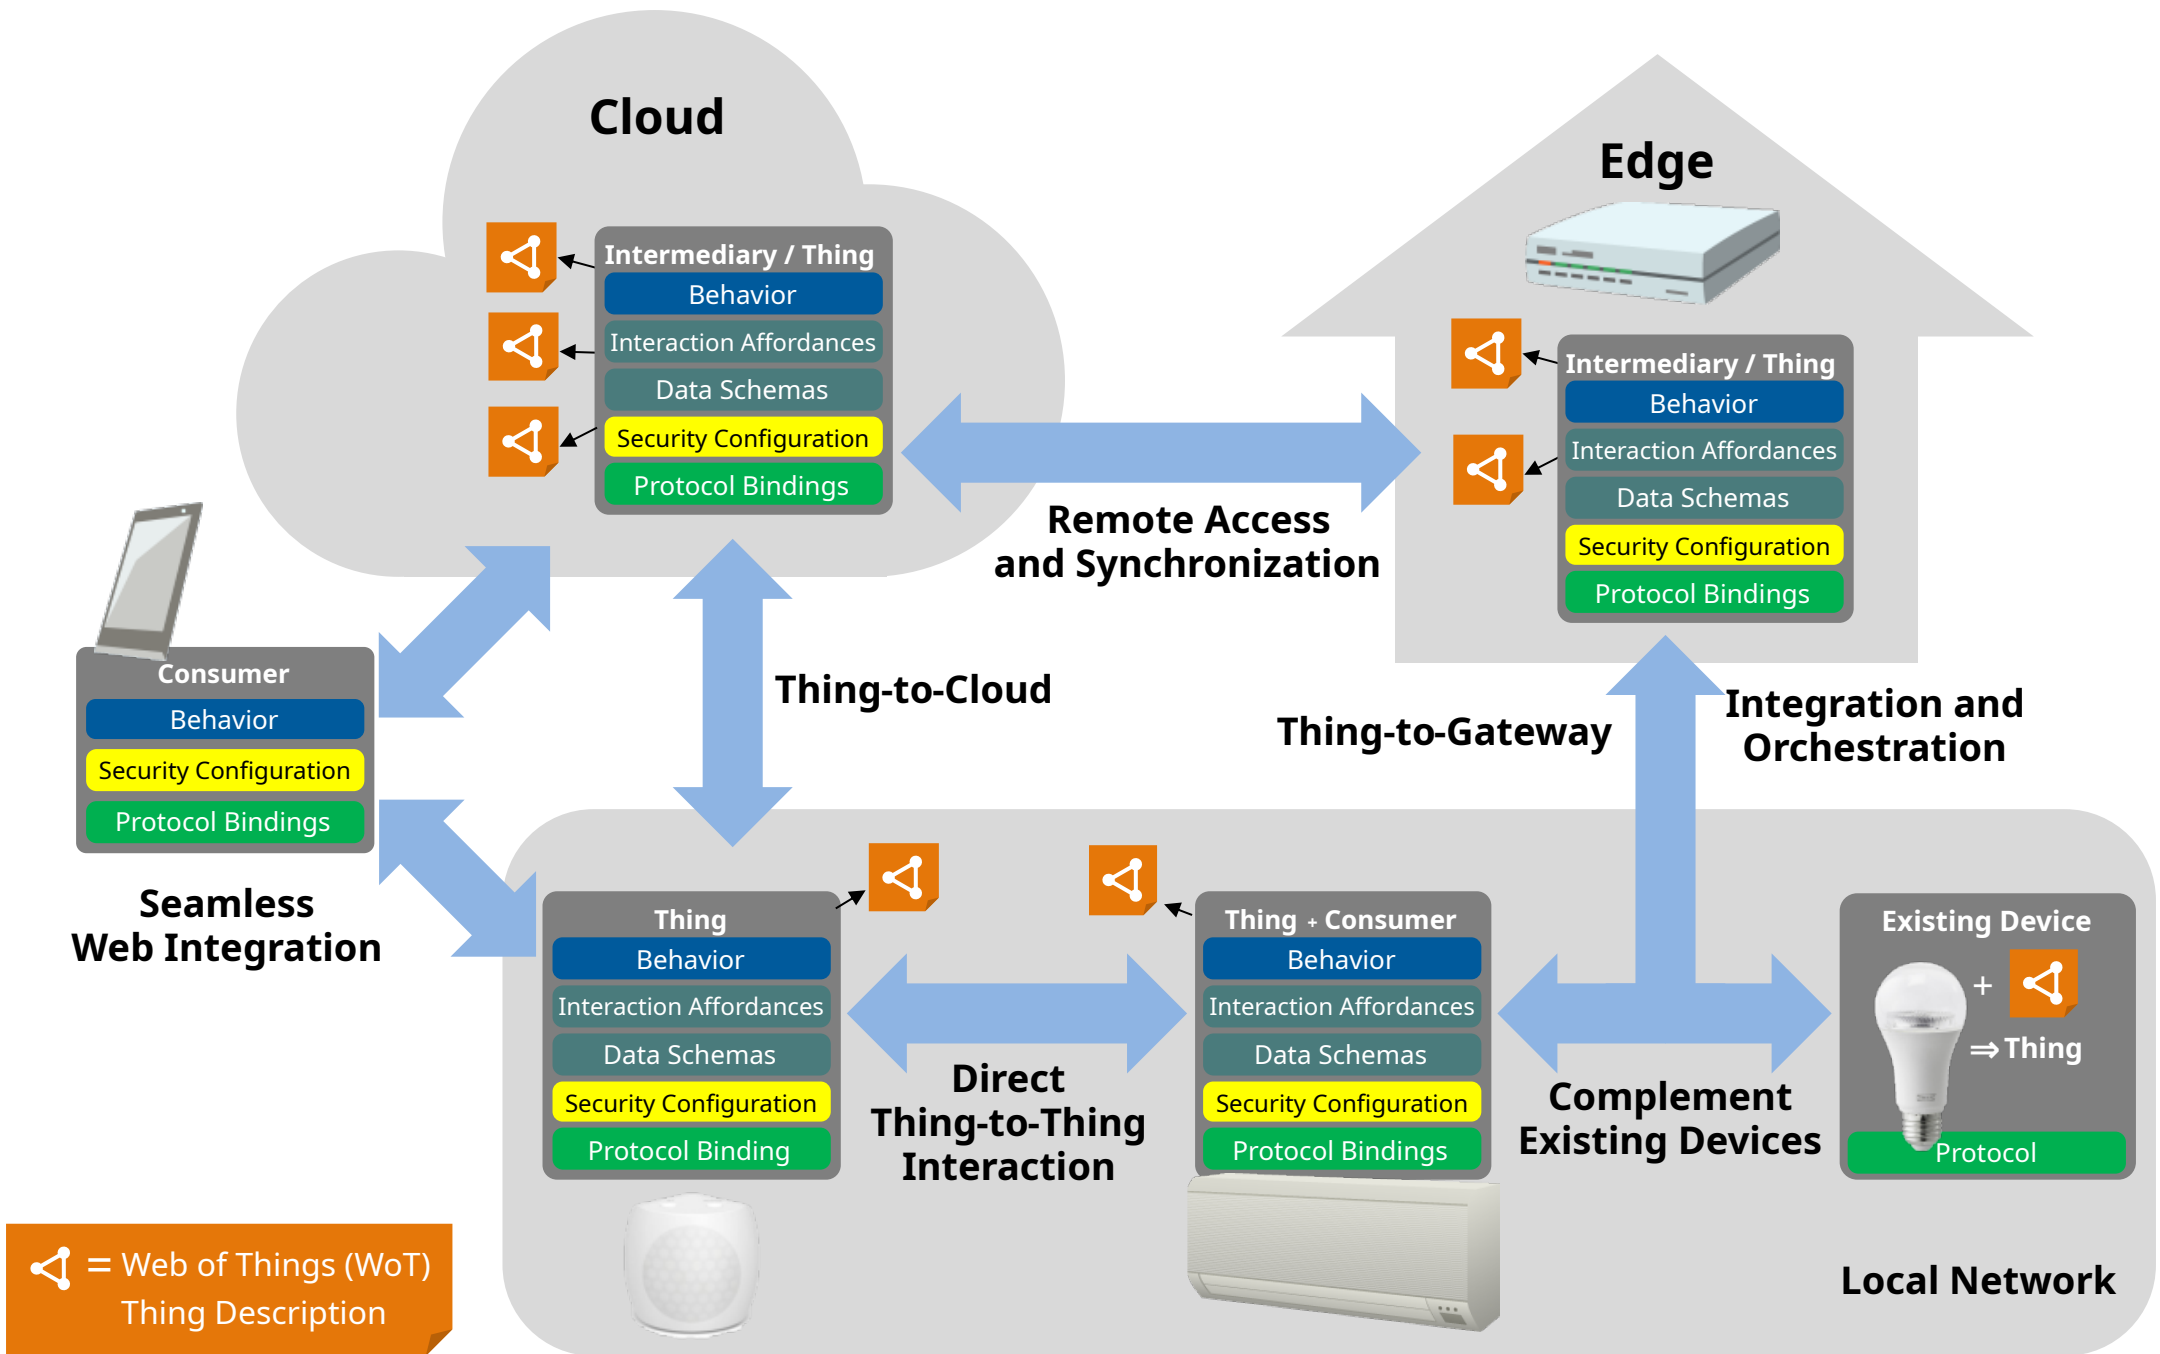 Cloud
Edge
Intermediary / Thing
Behavior
Interaction Affordances
Data Schemas
Security Configuration
Protocol Bindings
Intermediary / Thing
Behavior
Interaction Affordances
Data Schemas
Security Configuration
Protocol Bindings
Remote Access
and Synchronization
Consumer
Behavior
Security Configuration
Protocol Bindings
Thing-to-Cloud
Thing-to-Gateway
Integration and
Orchestration
Seamless
Web Integration
Thing
Behavior
Interaction Affordances
Data Schemas
Security Configuration
Protocol Binding
Direct
Thing-to-Thing
Interaction
Thing + Consumer
Behavior
Interaction Affordances
Data Schemas
Security Configuration
Protocol Bindings
Complement
Existing Devices
Existing Device
+
⇒ Thing
Protocol
Local Network
= Web of Things (WoT)
Thing Description